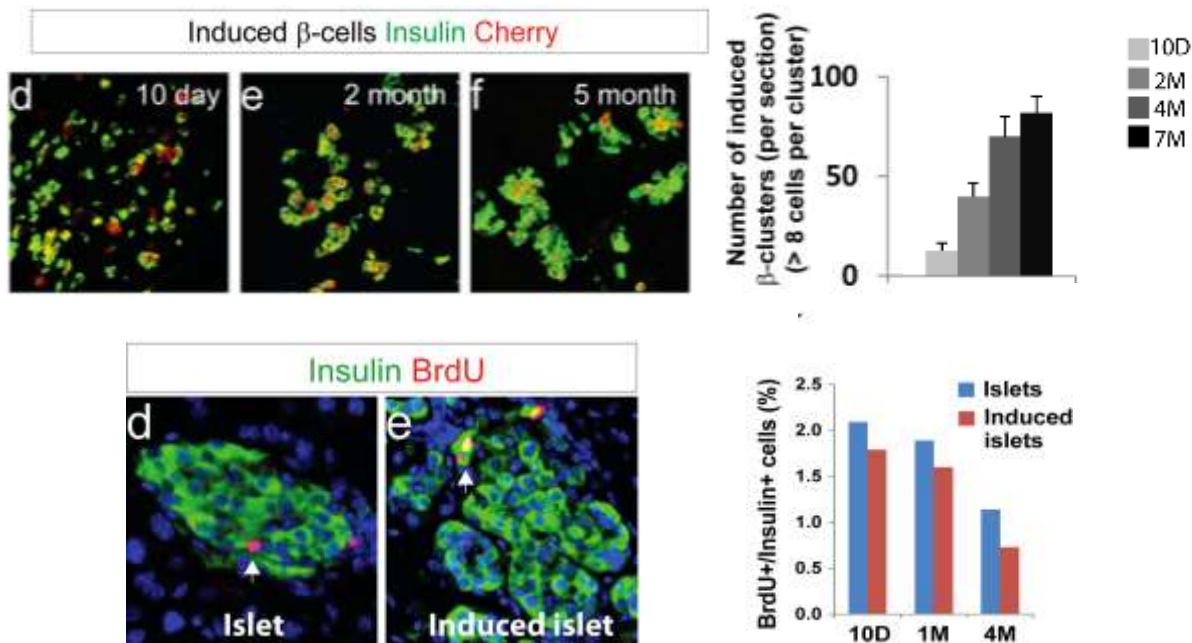 Induced β-cells Insulin Cherry
d 10 day
e 2 month
f 5 month
Number of induced
β-clusters (per section)
(> 8 cells per cluster)
100
50
0
10D
2M
4M
7M
Insulin BrdU
d
Islet
e
Induced islet
BrdU+/Insulin+ cells (%)
2.5
2.0
1.5
1.0
0.5
0.0
10D 1M 4M
Islets
Induced
islets